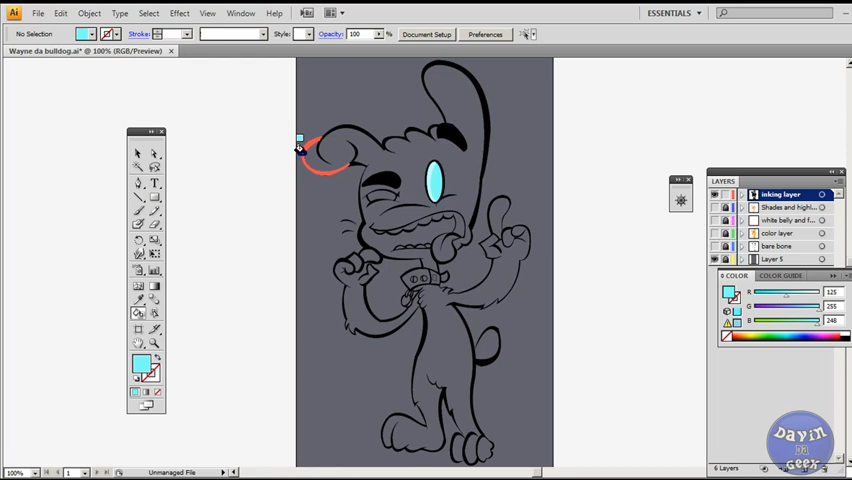 Ai File Edit Object Type Select Effect View Window Help Br ESSENTIALS
No Selection Stroke: Style: Opacity: 100 % Document Setup Preferences
Wayne da bulldog.ai* @ 100% (RGB/Preview) ×
LAYERS
inking layer
Shades and highl...
white belly and f...
color layer
bare bone
Layer 5
COLOR COLOR GUIDE
R 125
G 255
B 248
6 Layers
Davin
Da
Geek
100% 1 Unmanaged File